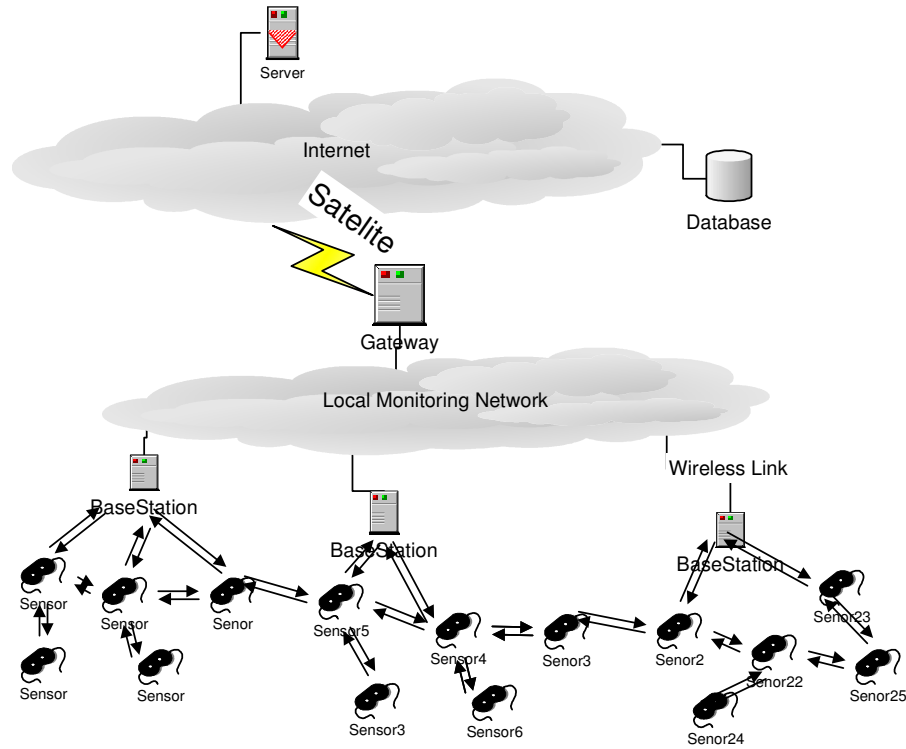 Server
Internet
Satelite
Database
Gateway
Local Monitoring Network
Wireless Link
BaseStation
BaseStation
BaseStation
Sensor
Sensor
Senor
Sensor5
Sensor4
Senor3
Senor2
Senor23
Senor22
Sensor
Sensor
Sensor3
Sensor6
Senor24
Senor25